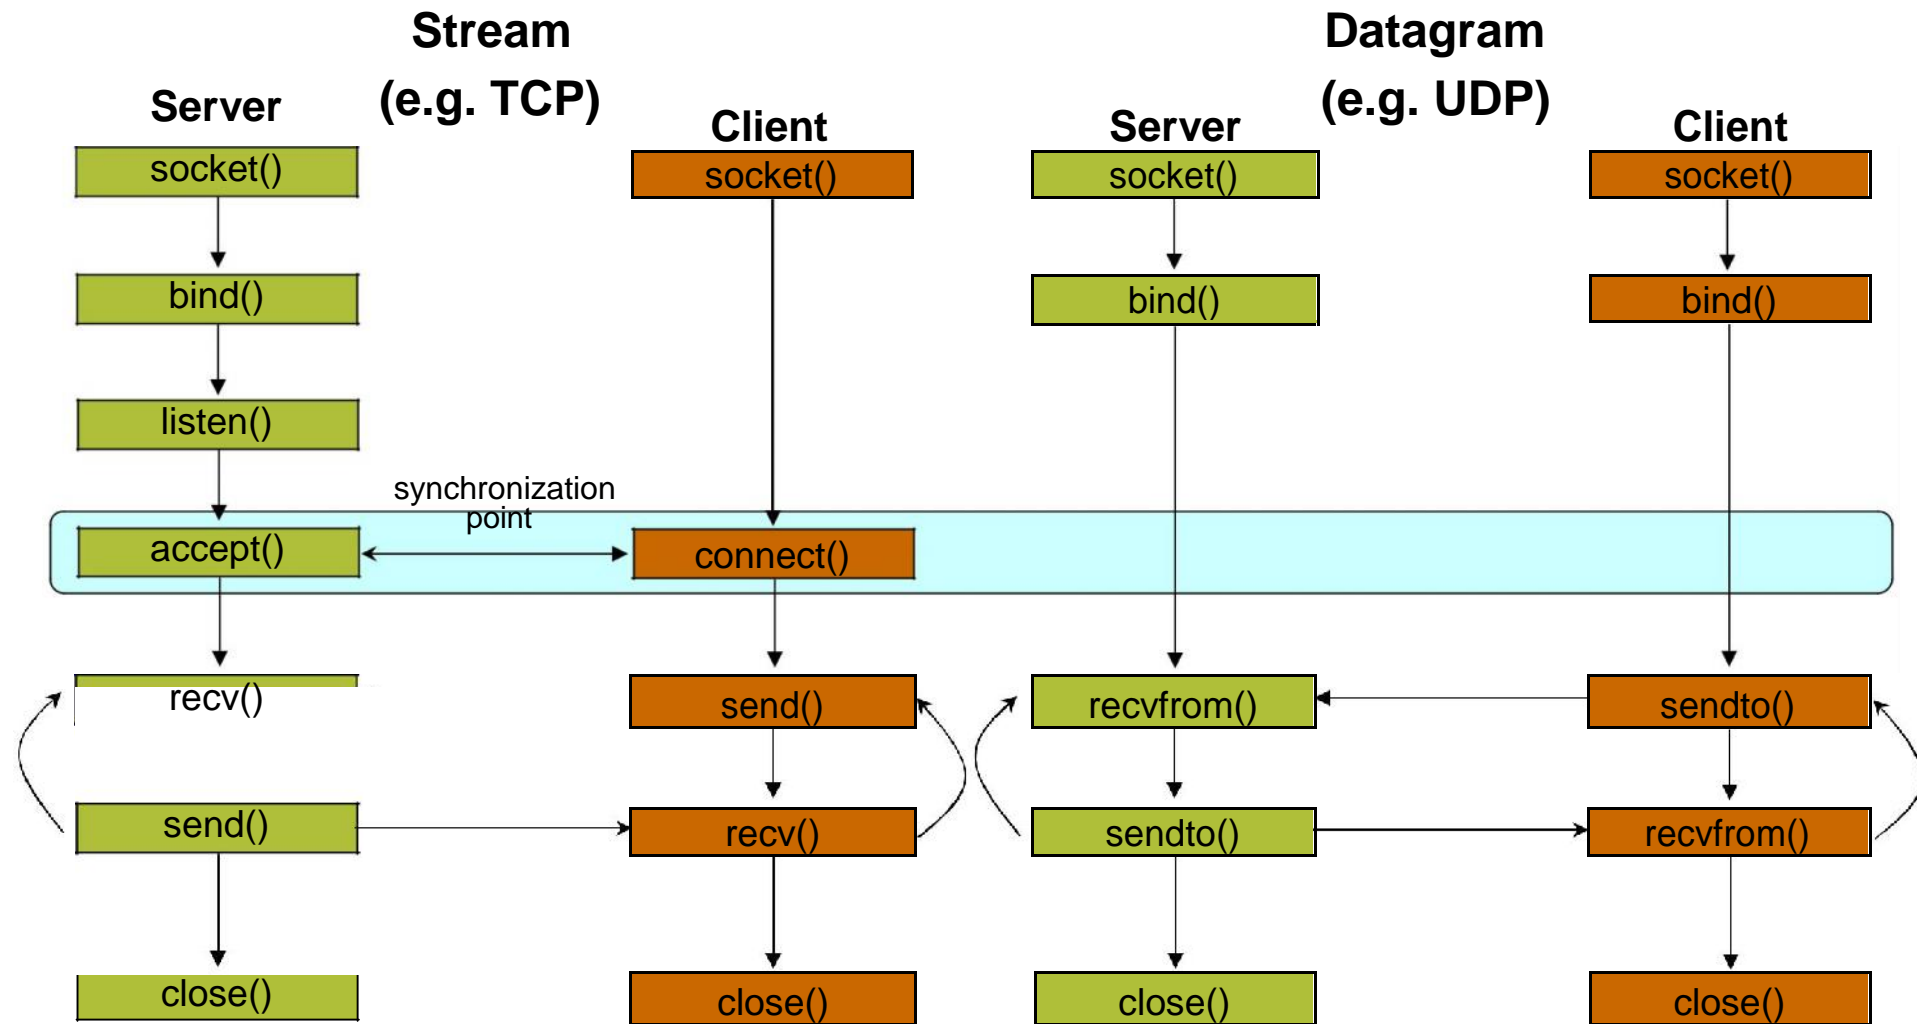 Stream
(e.g. TCP)
Server
Client
socket()
socket()
bind()
listen()
synchronization
point
accept()
connect()
recv()
send()
send()
recv()
close()
close()
Datagram
(e.g. UDP)
Server
Client
socket()
socket()
bind()
bind()
recvfrom()
sendto()
sendto()
recvfrom()
close()
close()